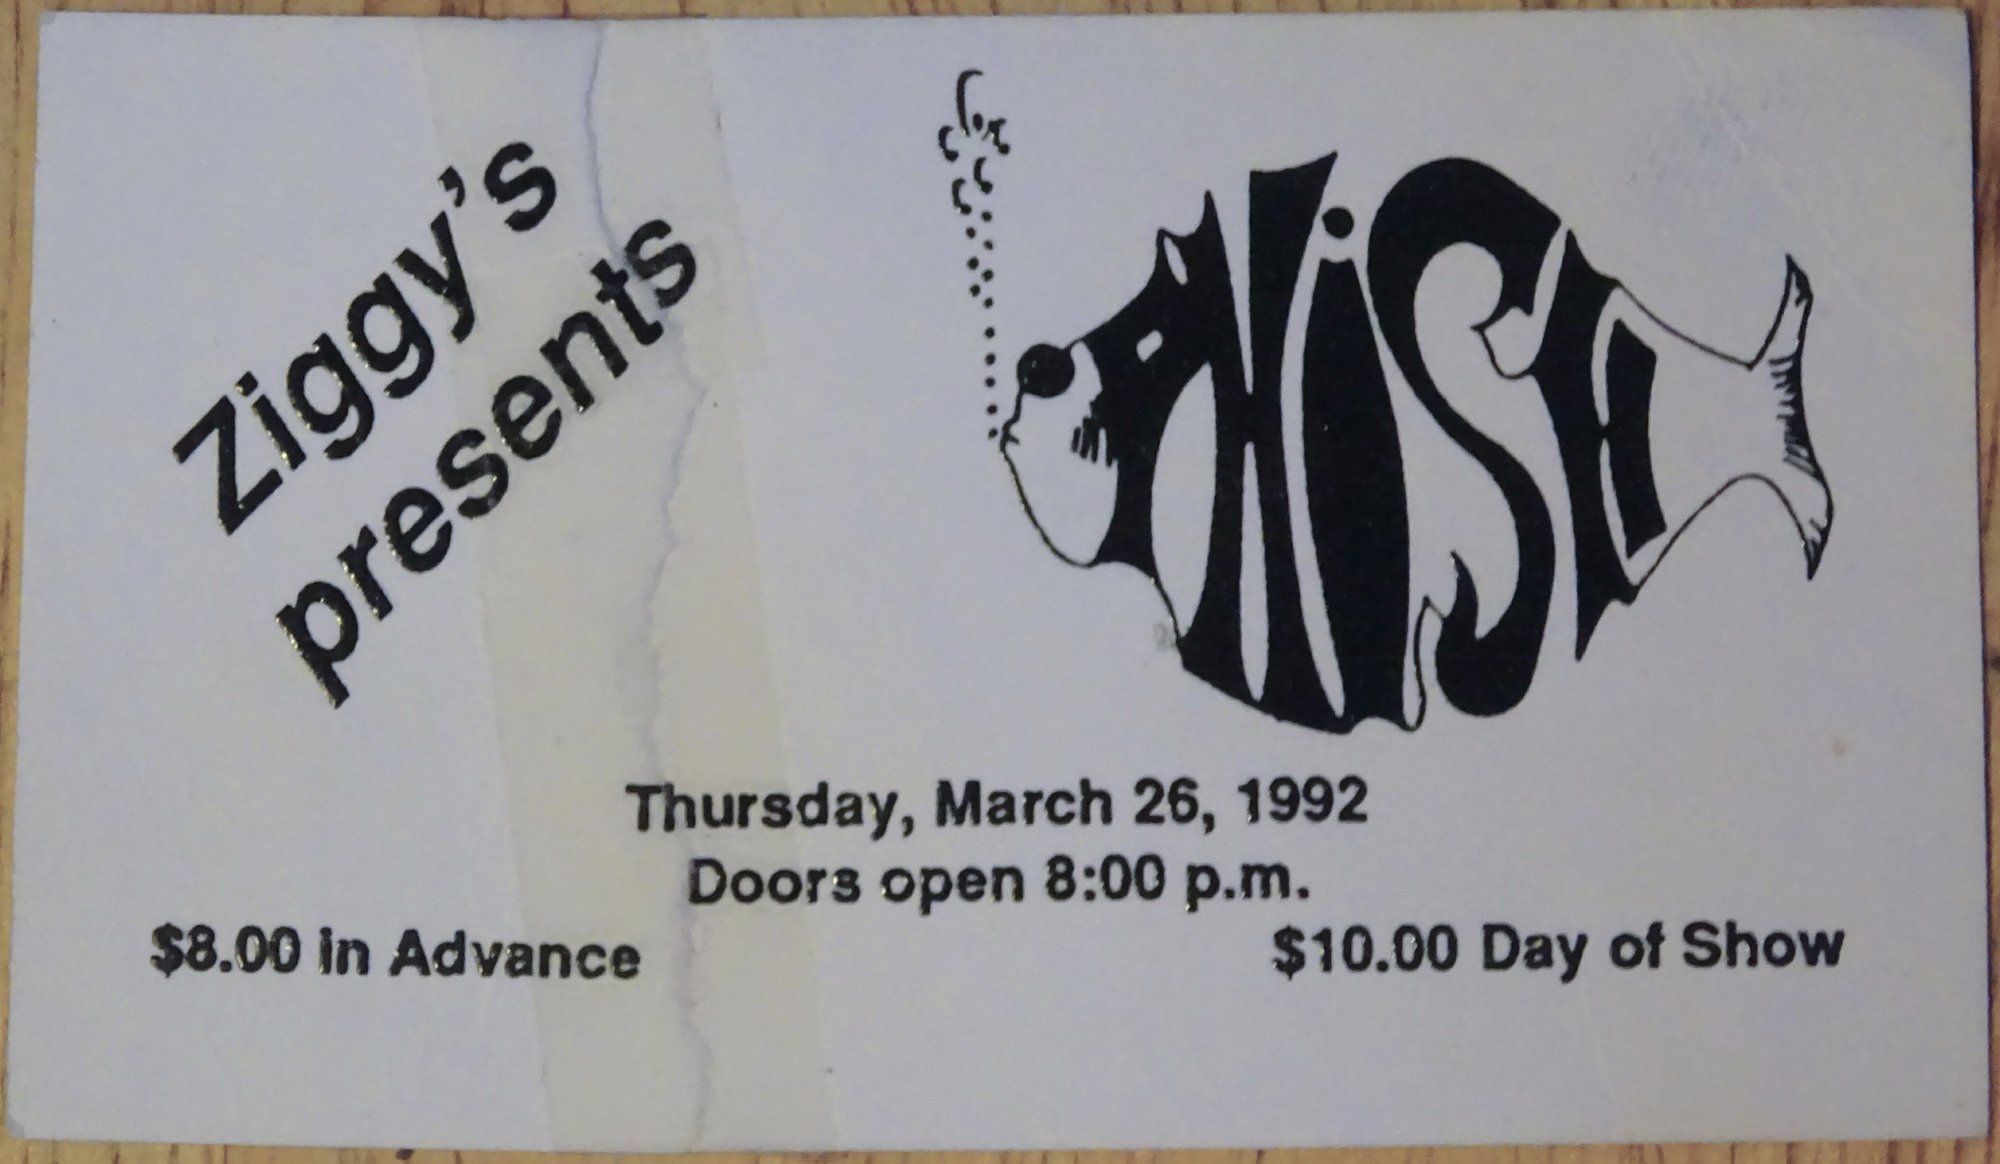 Ziggy's
presents
PHiSH
Thursday, March 26, 1992
Doors open 8:00 p.m.
$8.00 in Advance
$10.00 Day of Show